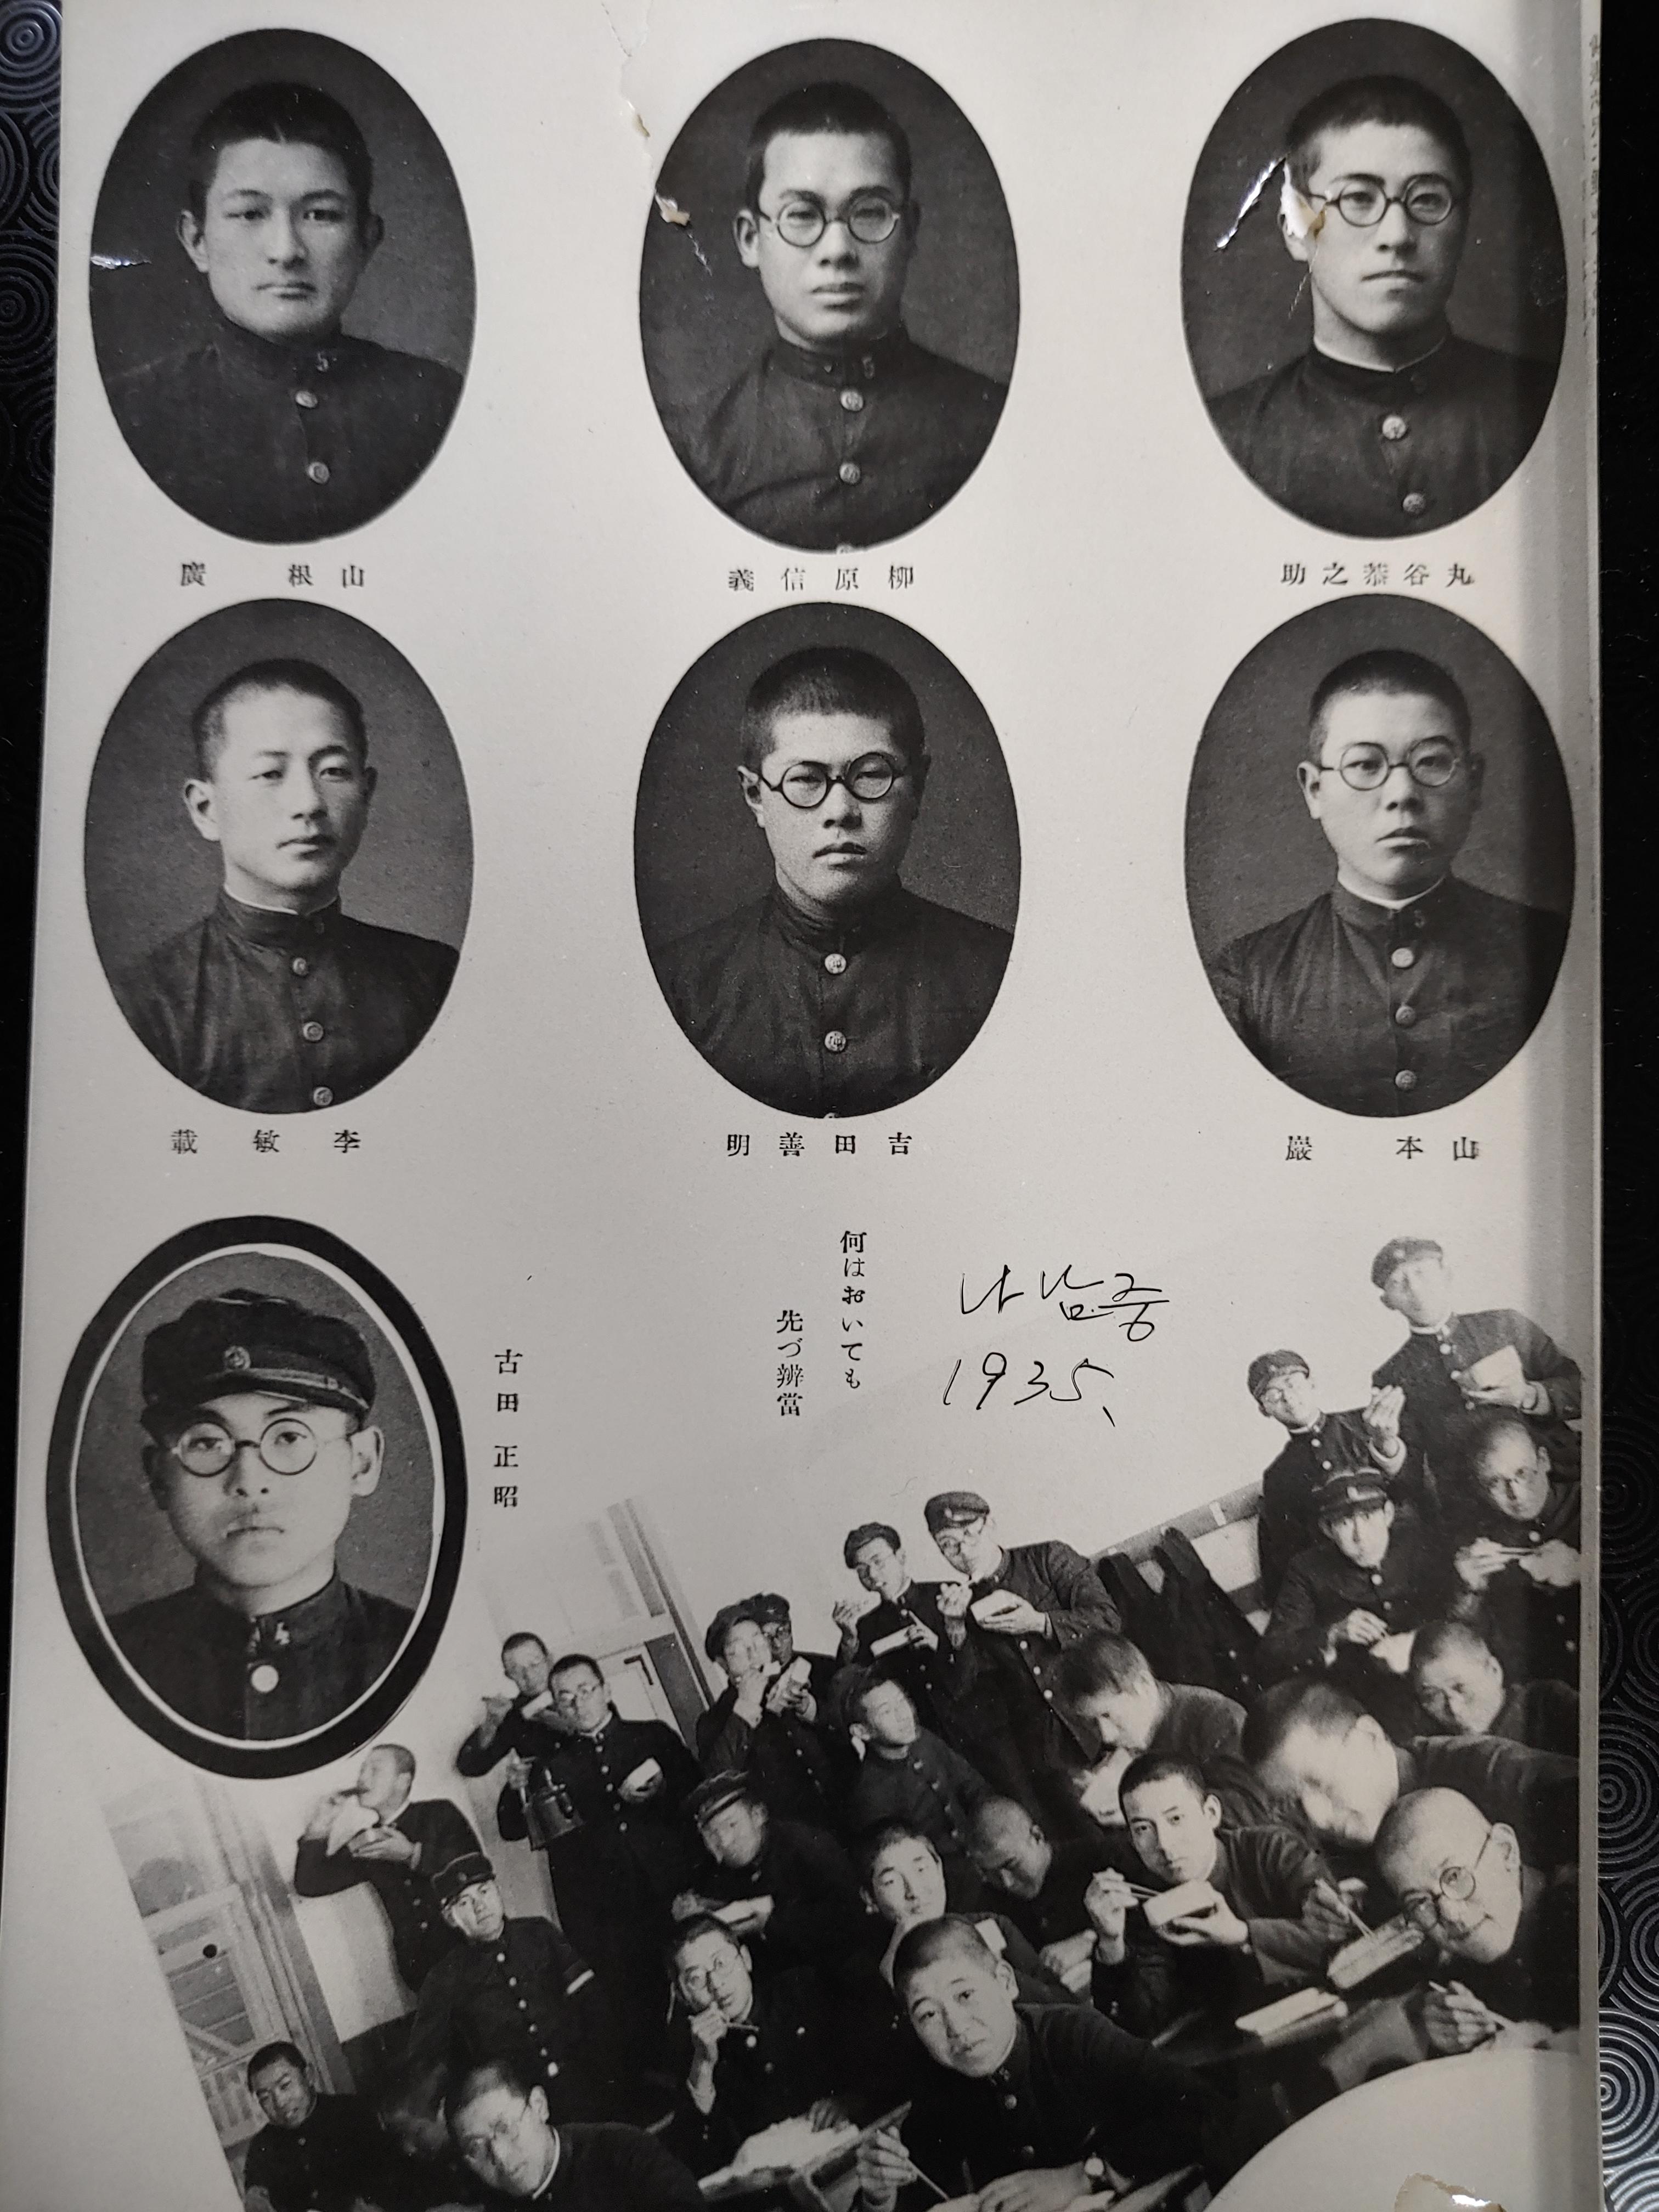 丸谷恭之助
柳原信義
山根廣
山本巖
吉田善明
李敏載
何はおいても
先づ辨當
나남중
1935、
古田正昭